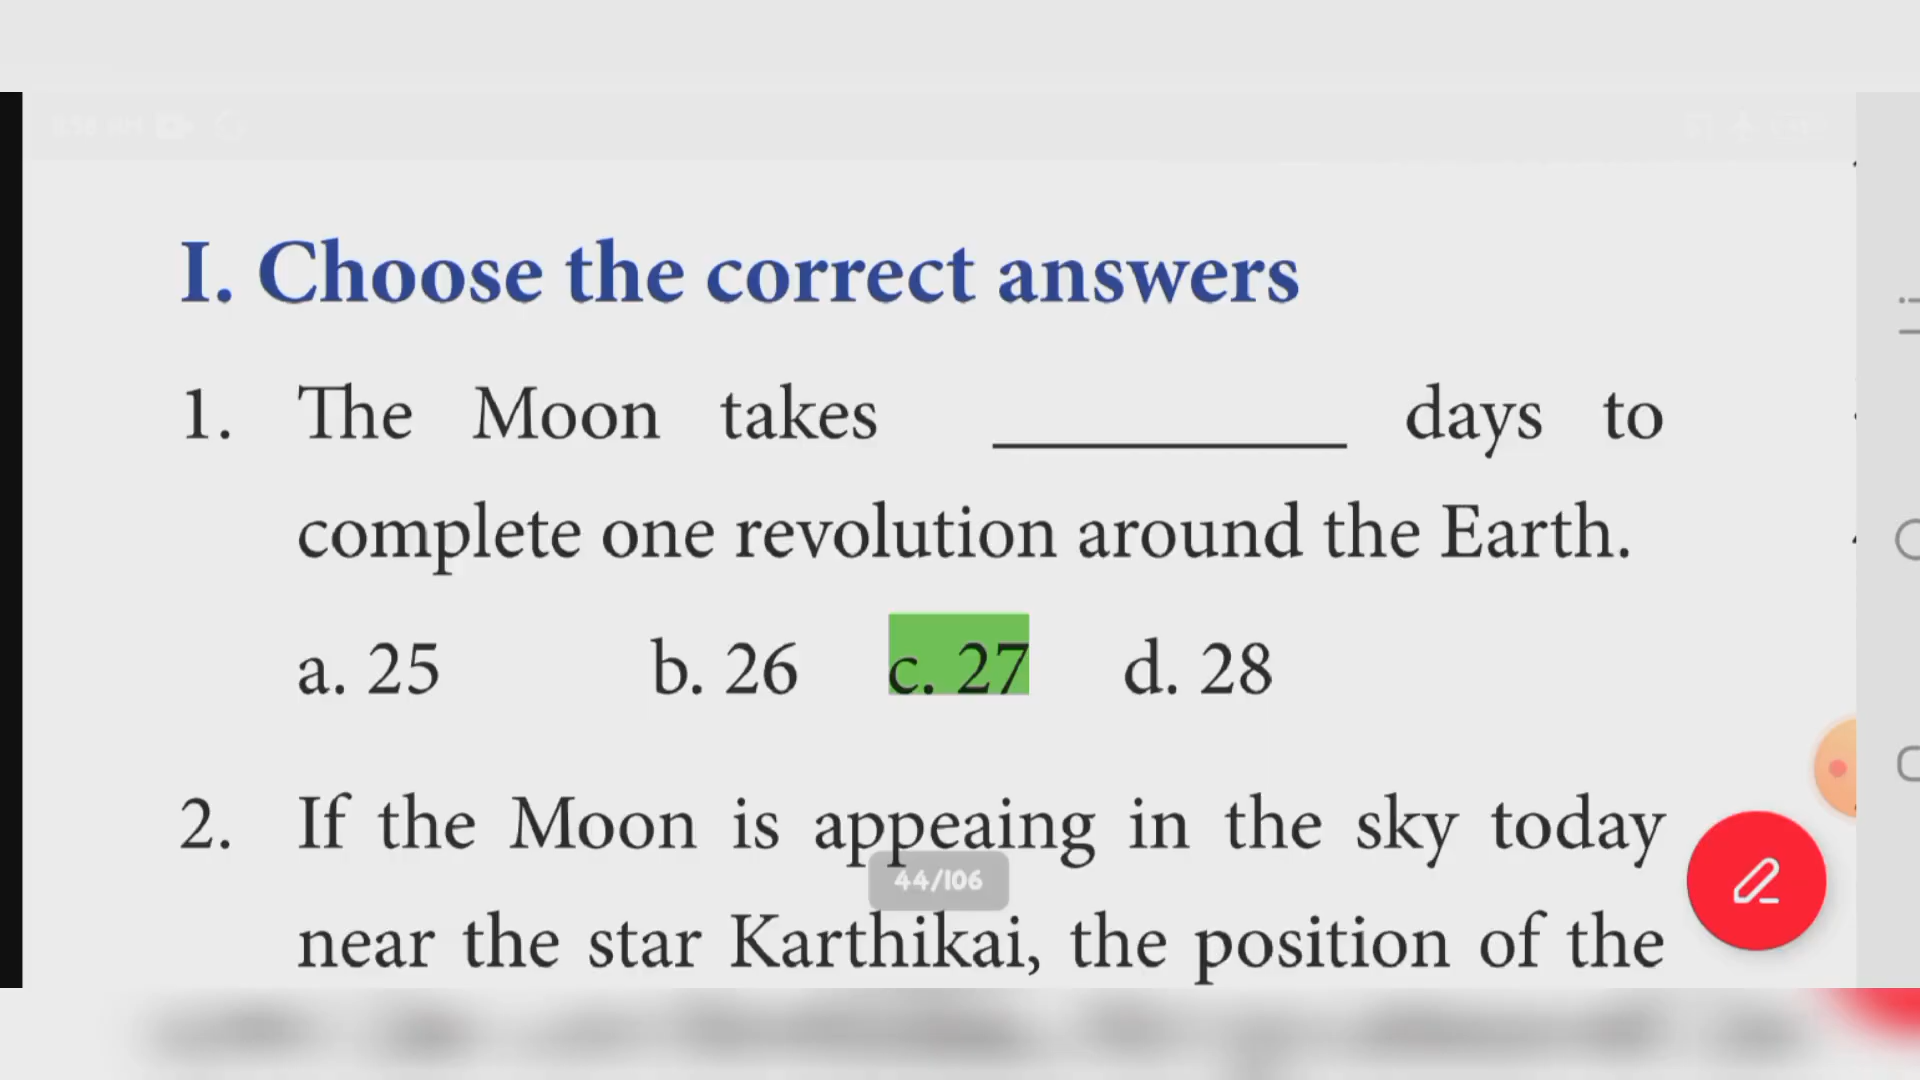 I. Choose the correct answers
1. The Moon takes __________ days to
complete one revolution around the Earth.
a. 25 b. 26 c. 27 d. 28
2. If the Moon is appeaing in the sky today
44/106
near the star Karthikai, the position of the